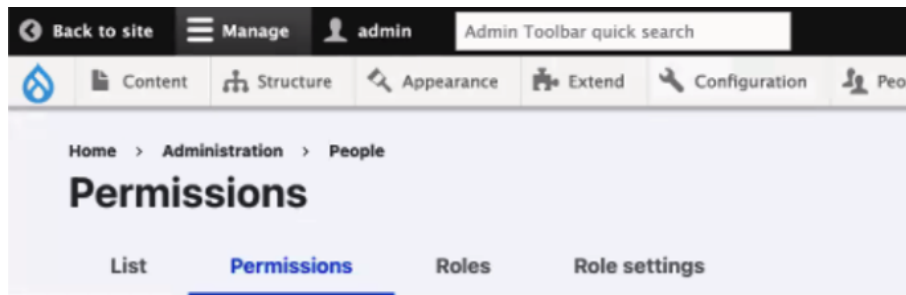 Back to site Manage admin Admin Toolbar quick search
Content Structure Appearance Extend Configuration Peo
Home > Administration > People
Permissions
List Permissions Roles Role settings